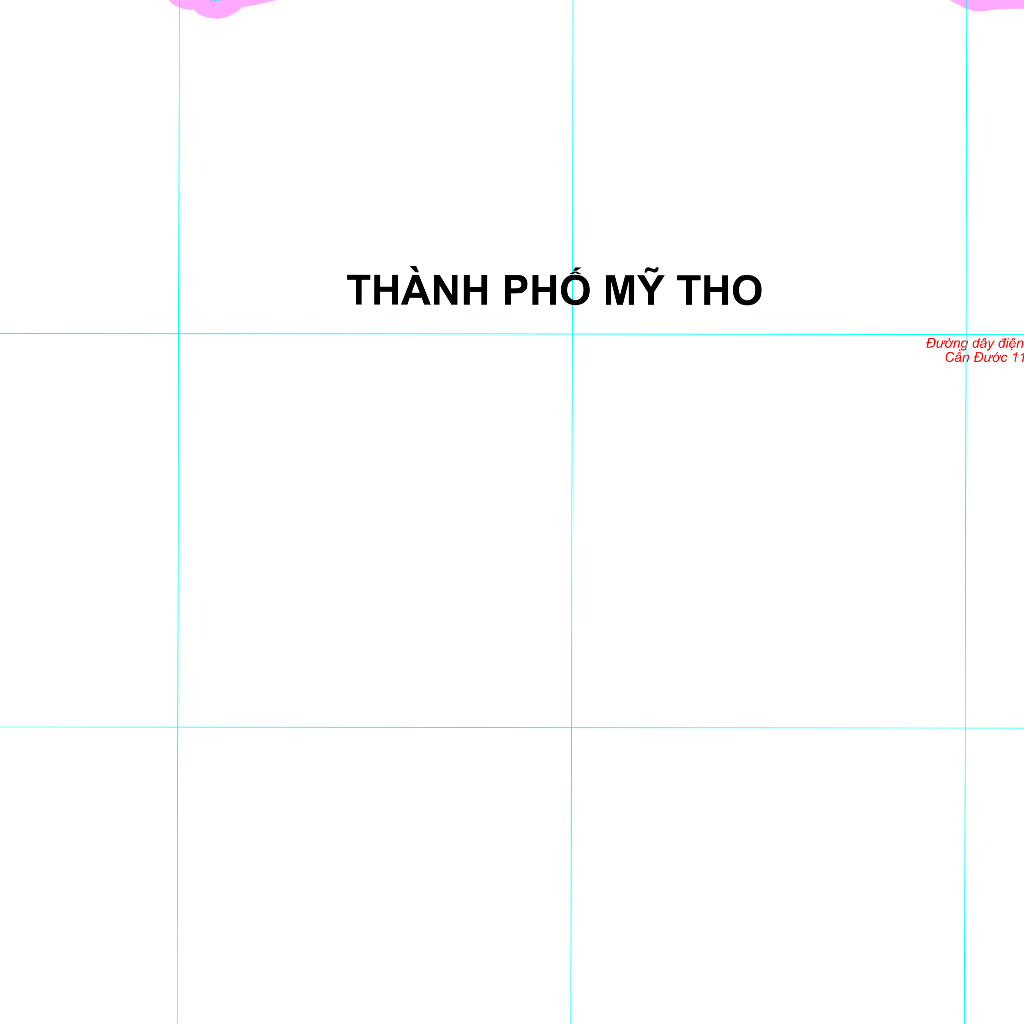 THÀNH PHỐ MỸ THO
Đường dây điện
Cần Đước 11